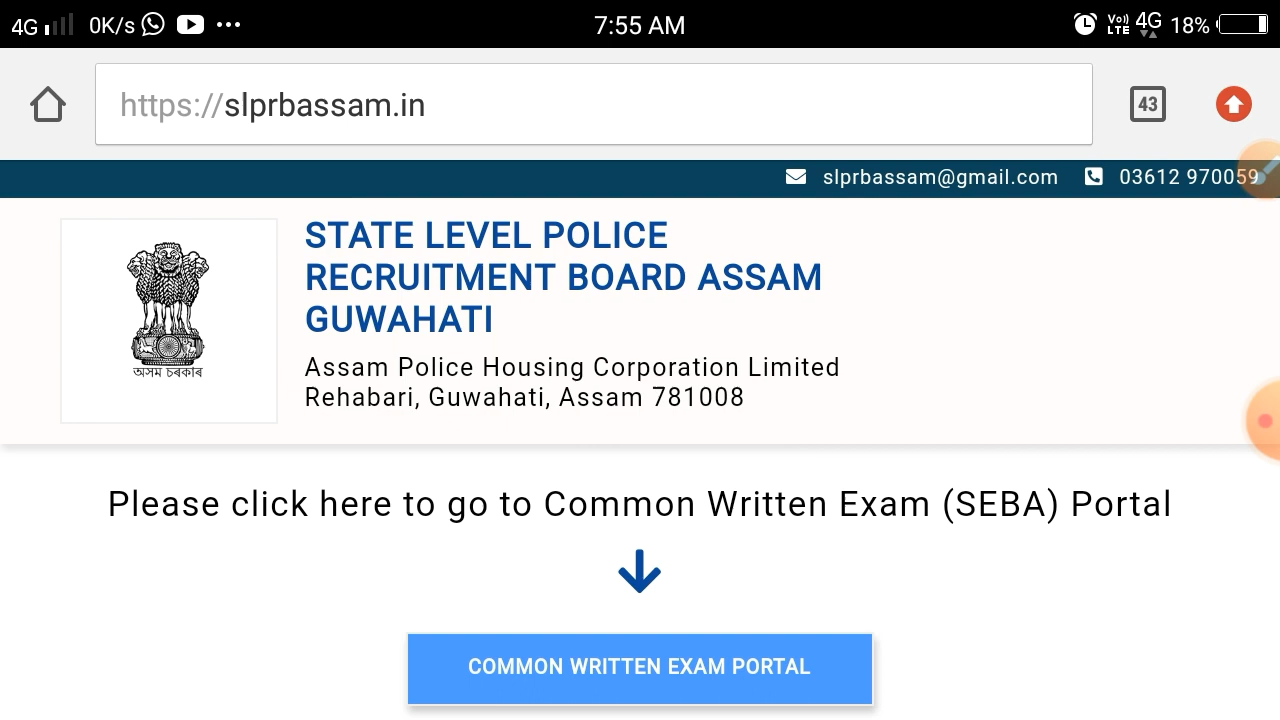 4G 0K/s 7:55 AM Vo) LTE 4G 18%
https://slprbassam.in 43
slprbassam@gmail.com 03612 970059
STATE LEVEL POLICE
RECRUITMENT BOARD ASSAM
GUWAHATI
অসম চৰকাৰ
Assam Police Housing Corporation Limited
Rehabari, Guwahati, Assam 781008
Please click here to go to Common Written Exam (SEBA) Portal
COMMON WRITTEN EXAM PORTAL